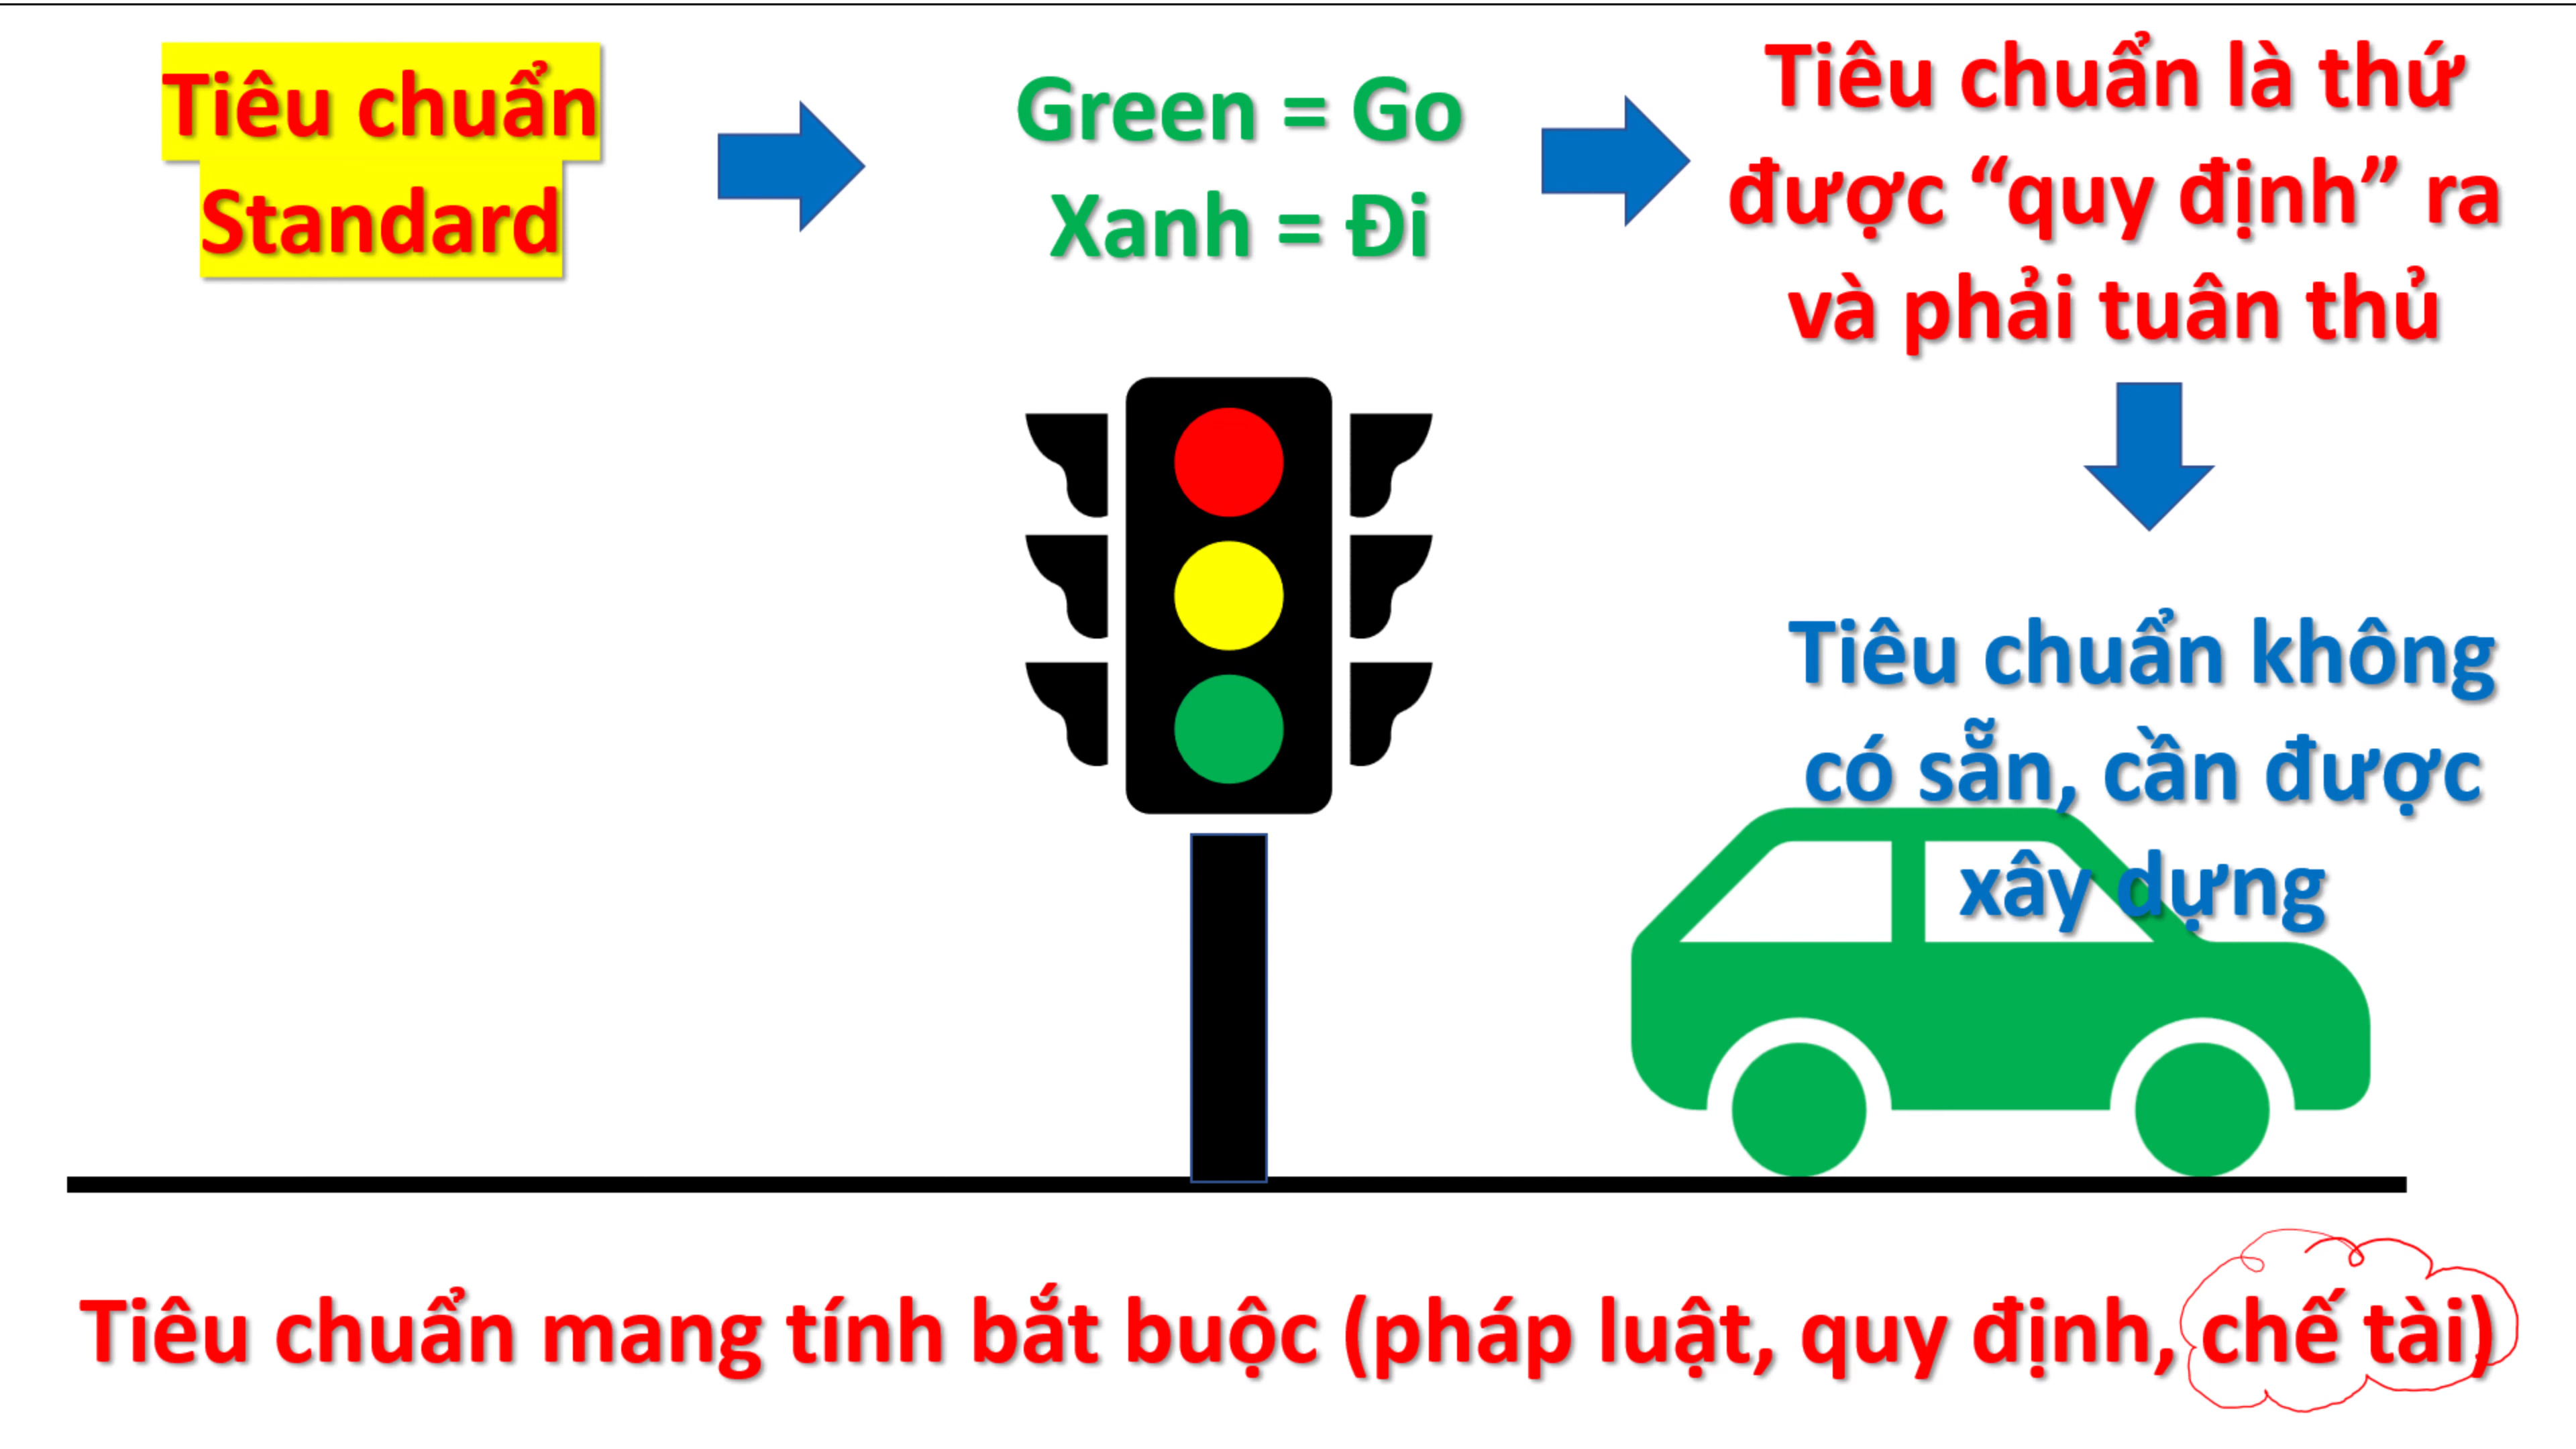 Tiêu chuẩn
Standard
Green = Go
Xanh = Đi
Tiêu chuẩn là thứ
được “quy định” ra
và phải tuân thủ
Tiêu chuẩn không
có sẵn, cần được
xây dựng
Tiêu chuẩn mang tính bắt buộc (pháp luật, quy định, chế tài)